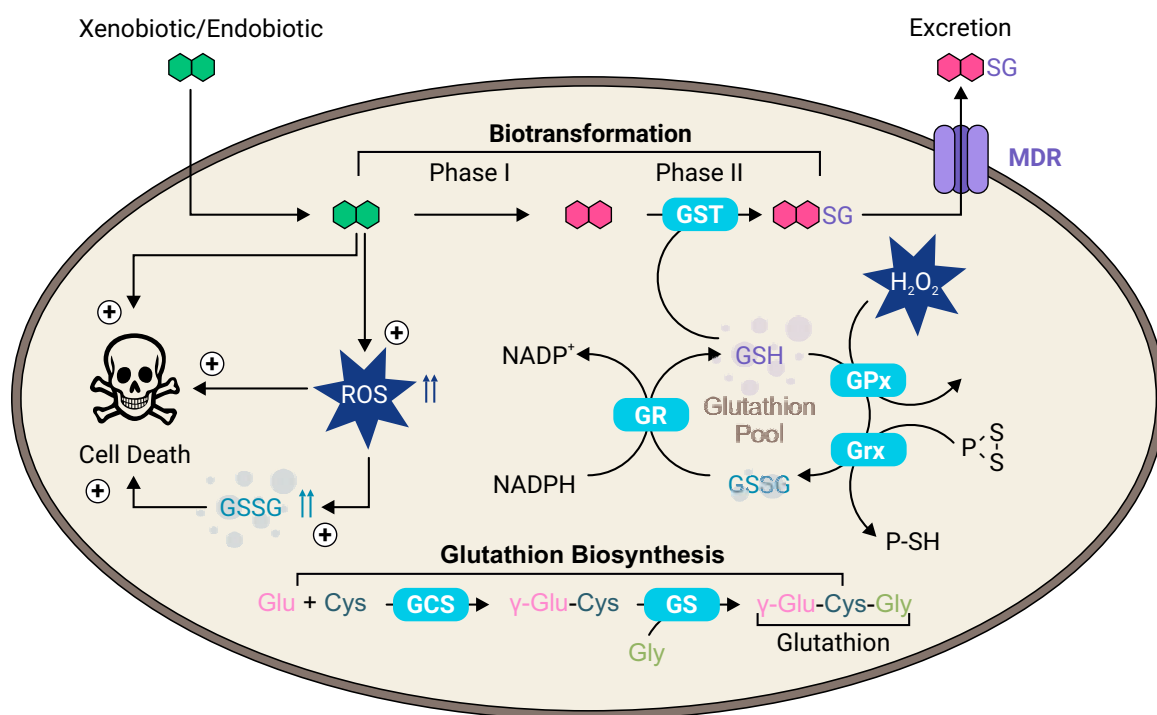 Xenobiotic/Endobiotic
Excretion
SG
MDR
Biotransformation
Phase I
Phase II
GST
SG
H₂O₂
ROS
Cell Death
GSSG
NADP⁺
GSH
GPx
GR
Glutathion
Pool
Grx
P
S
S
NADPH
GSSG
P-SH
Glutathion Biosynthesis
Glu + Cys
GCS
γ-Glu-Cys
GS
γ-Glu-Cys-Gly
Gly
Glutathion